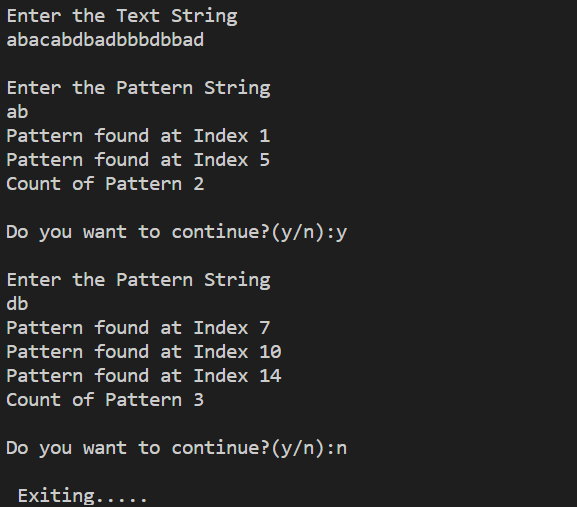 Enter the Text String
abacabdbadbbbdbbad
Enter the Pattern String
ab
Pattern found at Index 1
Pattern found at Index 5
Count of Pattern 2
Do you want to continue?(y/n):y
Enter the Pattern String
db
Pattern found at Index 7
Pattern found at Index 10
Pattern found at Index 14
Count of Pattern 3
Do you want to continue?(y/n):n
Exiting.....